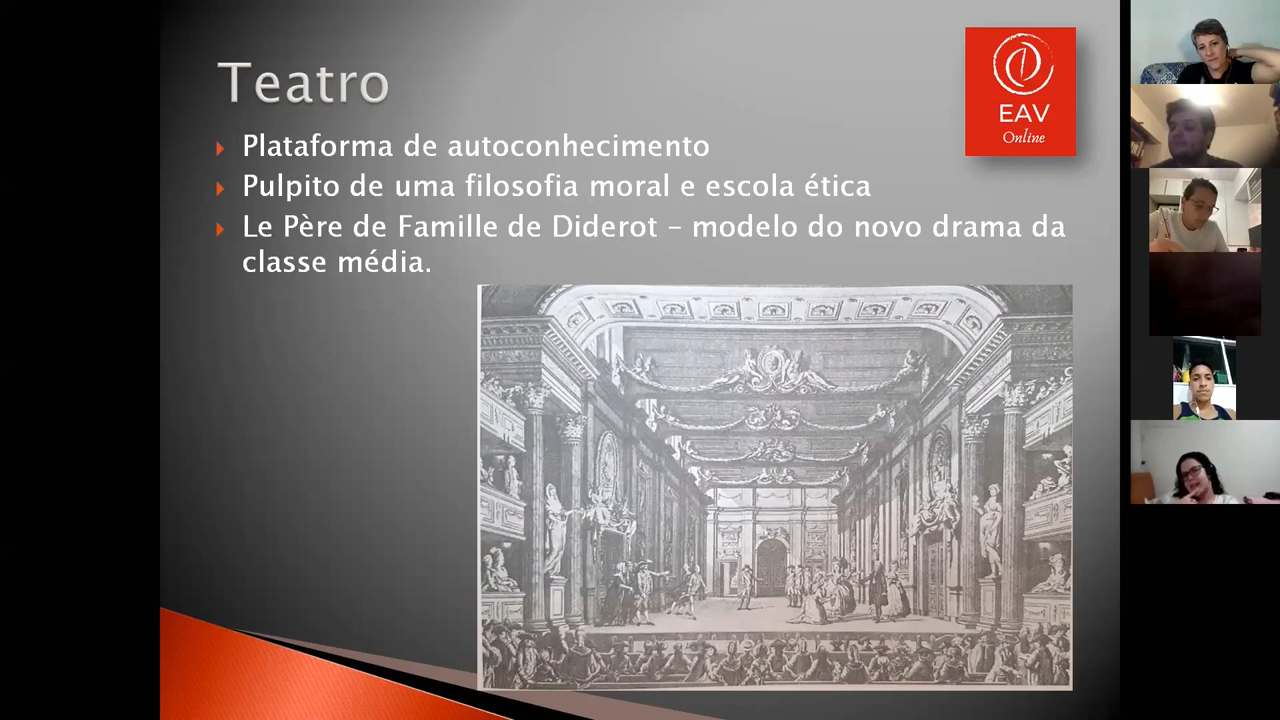 Teatro
EAV
Online
Plataforma de autoconhecimento
Pulpito de uma filosofia moral e escola ética
Le Père de Famille de Diderot – modelo do novo drama da
classe média.